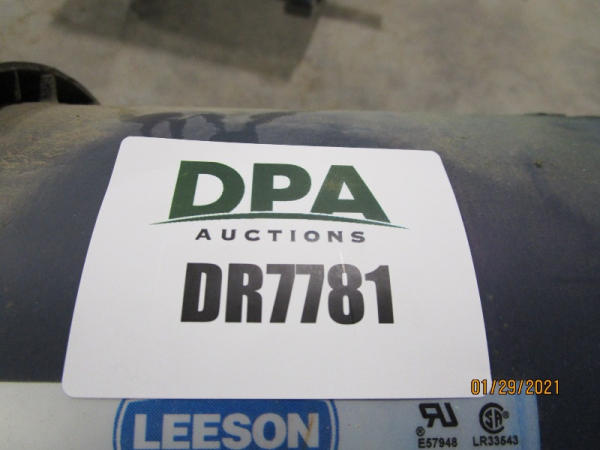 DPA
AUCTIONS
DR7781
01/29/2021
LEESON
E57948
LR33543